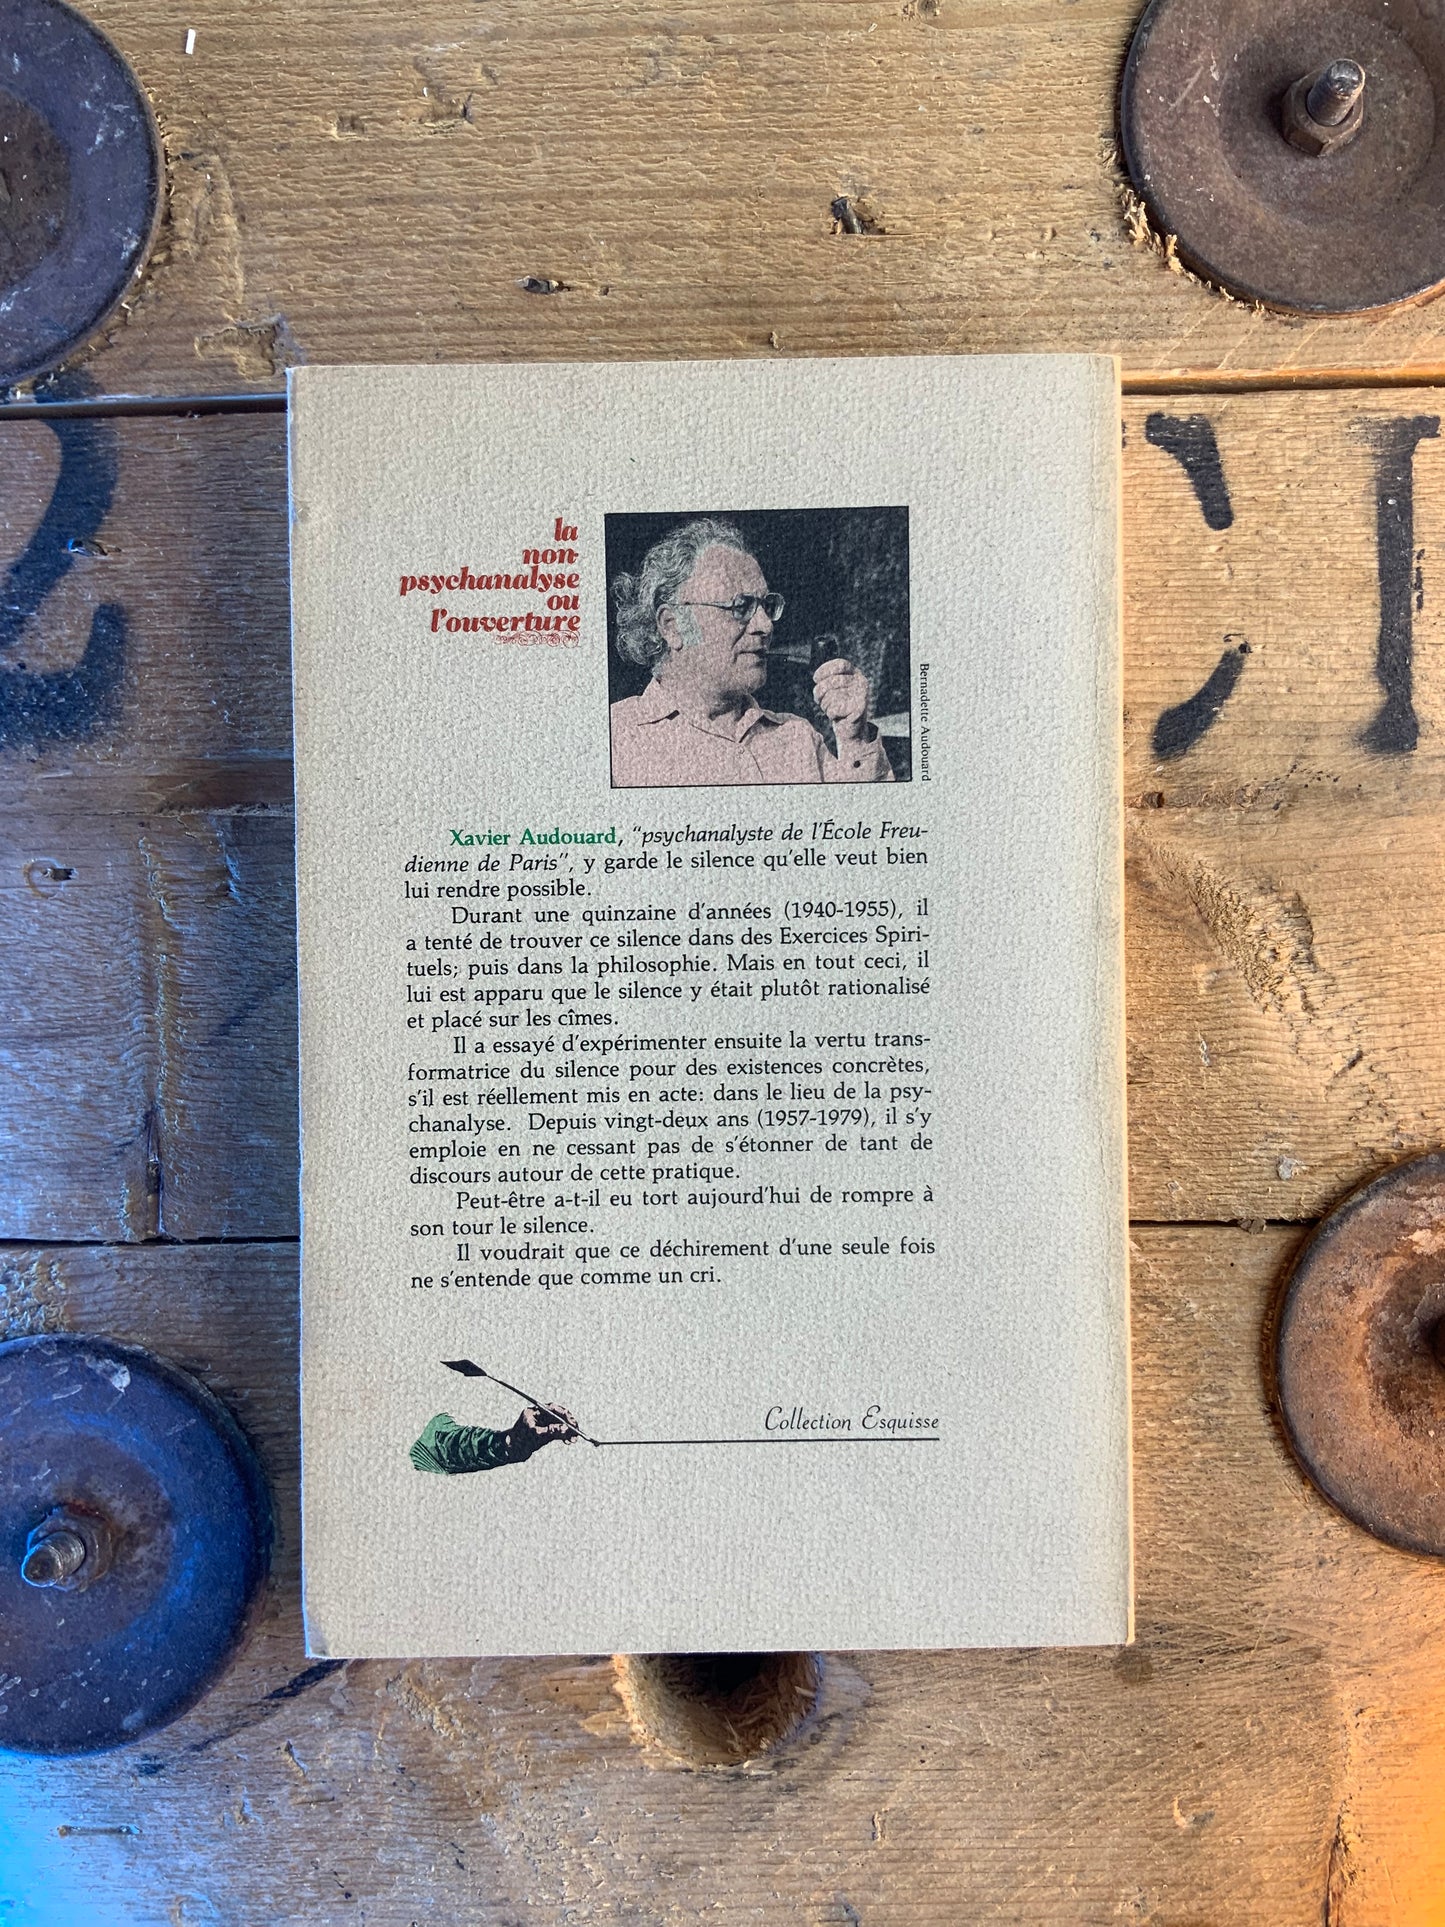 la
non-
psychanalyse
ou
l'ouverture
Bernadette Audouard
Xavier Audouard, "psychanalyste de l'École Freu-
dienne de Paris", y garde le silence qu'elle veut bien
lui rendre possible.
Durant une quinzaine d'années (1940-1955), il
a tenté de trouver ce silence dans des Exercices Spiri-
tuels; puis dans la philosophie. Mais en tout ceci, il
lui est apparu que le silence y était plutôt rationalisé
et placé sur les cîmes.
Il a essayé d'expérimenter ensuite la vertu trans-
formatrice du silence pour des existences concrètes,
s'il est réellement mis en acte: dans le lieu de la psy-
chanalyse. Depuis vingt-deux ans (1957-1979), il s'y
emploie en ne cessant pas de s'étonner de tant de
discours autour de cette pratique.
Peut-être a-t-il eu tort aujourd'hui de rompre à
son tour le silence.
Il voudrait que ce déchirement d'une seule fois
ne s'entende que comme un cri.
Collection Esquisse